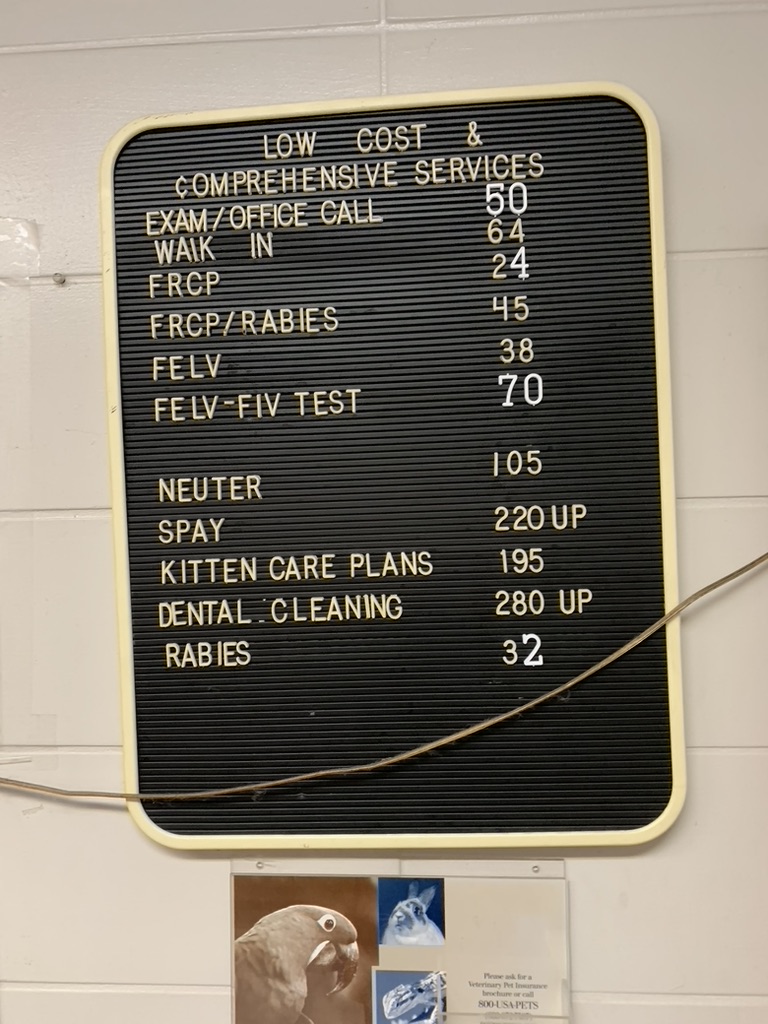 LOW COST &
COMPREHENSIVE SERVICES
EXAM/OFFICE CALL 50
WALK IN 64
FRCP 24
FRCP/RABIES 45
FELV 38
FELV-FIV TEST 70
NEUTER 105
SPAY 220 UP
KITTEN CARE PLANS 195
DENTAL CLEANING 280 UP
RABIES 32
Please ask for a
Veterinary Pet Insurance
brochure or call
800-USA-PETS